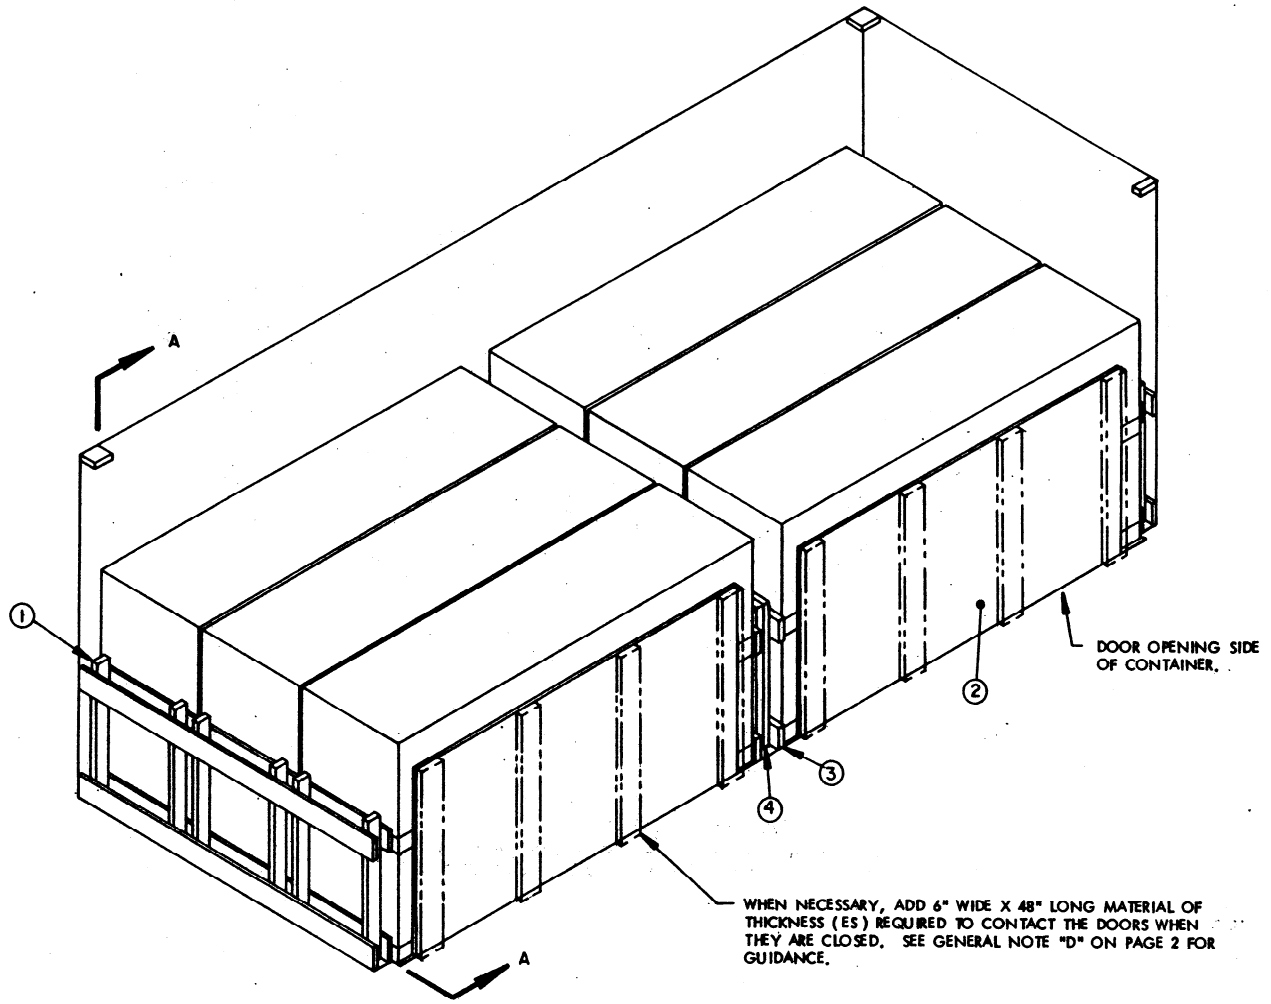 A
1
DOOR OPENING SIDE
OF CONTAINER.
2
3
4
WHEN NECESSARY, ADD 6" WIDE X 48" LONG MATERIAL OF
THICKNESS (ES) REQUIRED TO CONTACT THE DOORS WHEN
THEY ARE CLOSED. SEE GENERAL NOTE "D" ON PAGE 2 FOR
GUIDANCE.
A